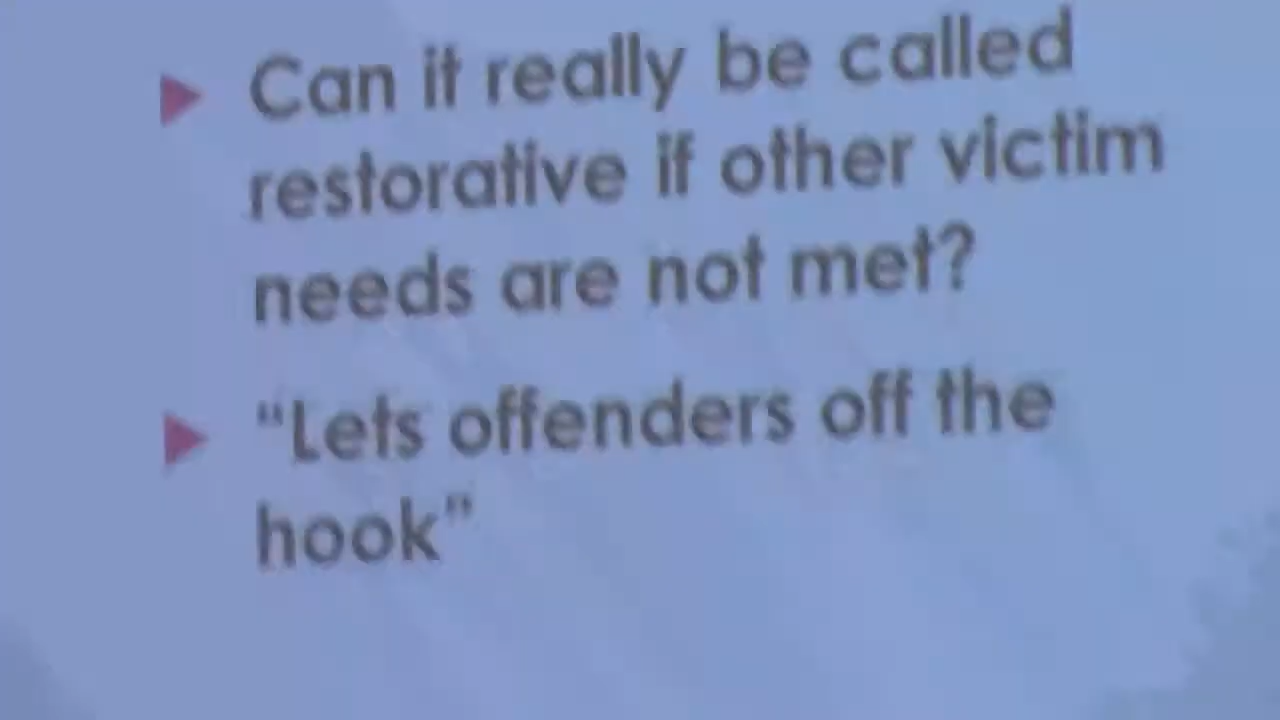 Can it really be called
restorative if other victim
needs are not met?
“Lets offenders off the
hook”